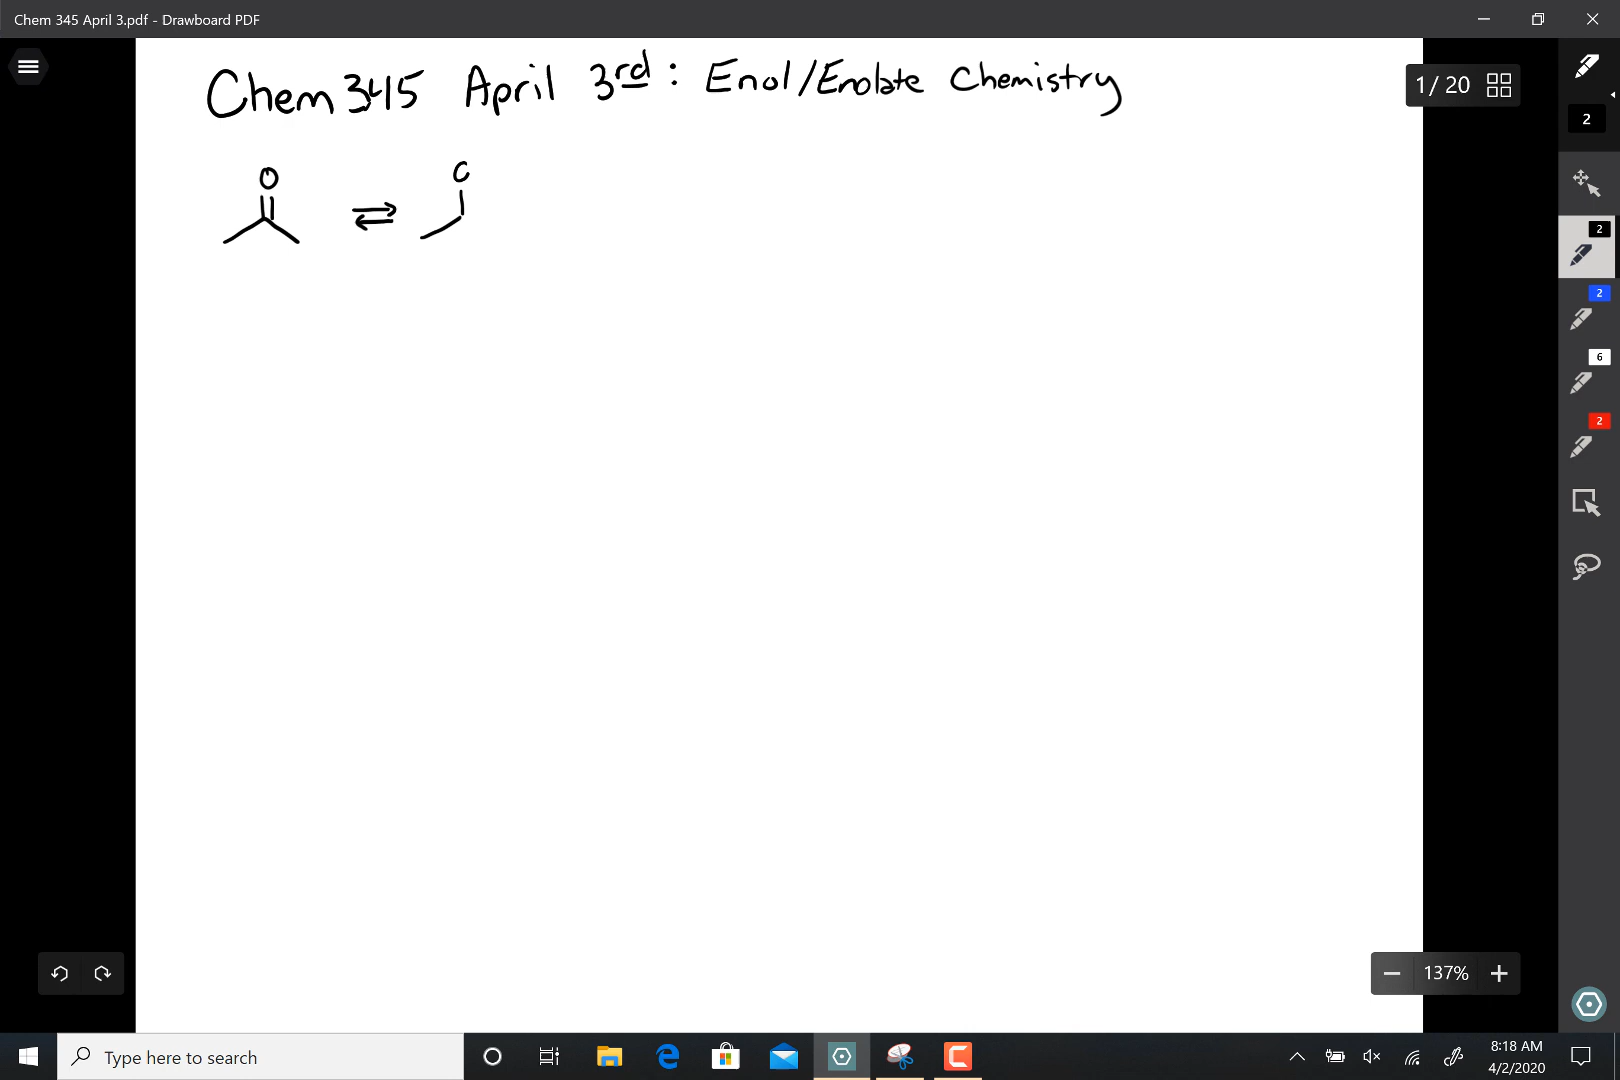 Chem 345 April 3.pdf - Drawboard PDF
Chem 345 April 3rd: Enol/Enolate Chemistry
1 / 20
2
2
2
6
2
O
C
137%
Type here to search
8:18 AM
4/2/2020